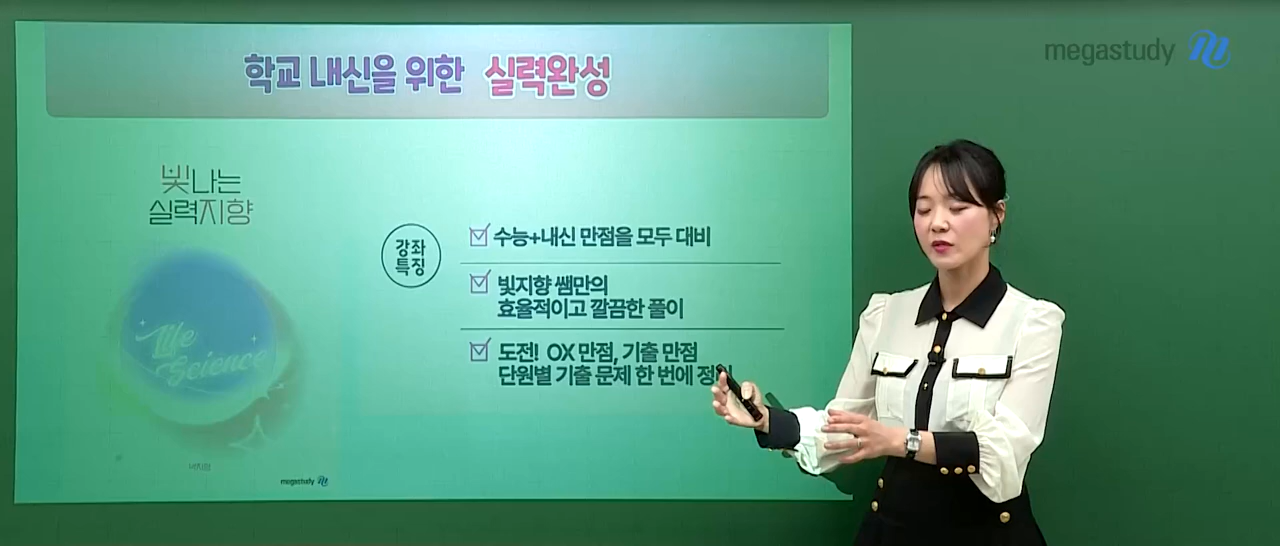 megastudy
학교 내신을 위한 실력완성
빛나는
실력지향
강좌
특징
수능+내신 만점을 모두 대비
빛지향 쌤만의
효율적이고 깔끔한 풀이
도전! OX 만점, 기출 만점
단원별 기출 문제 한 번에 정
Life
Science
megastudy